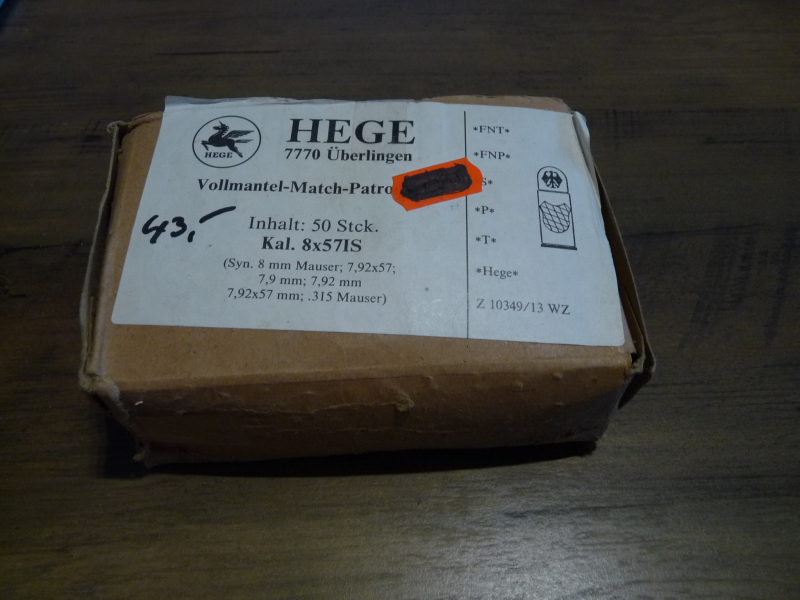 HEGE
HEGE
7770 Überlingen
Vollmantel-Match-Patro
43,-
Inhalt: 50 Stck.
Kal. 8x57IS
(Syn. 8 mm Mauser; 7,92x57;
7,9 mm; 7,92 mm
7,92x57 mm; .315 Mauser)
*FNT*
*FNP*
S*
*P*
*T*
*Hege*
Z 10349/13 WZ